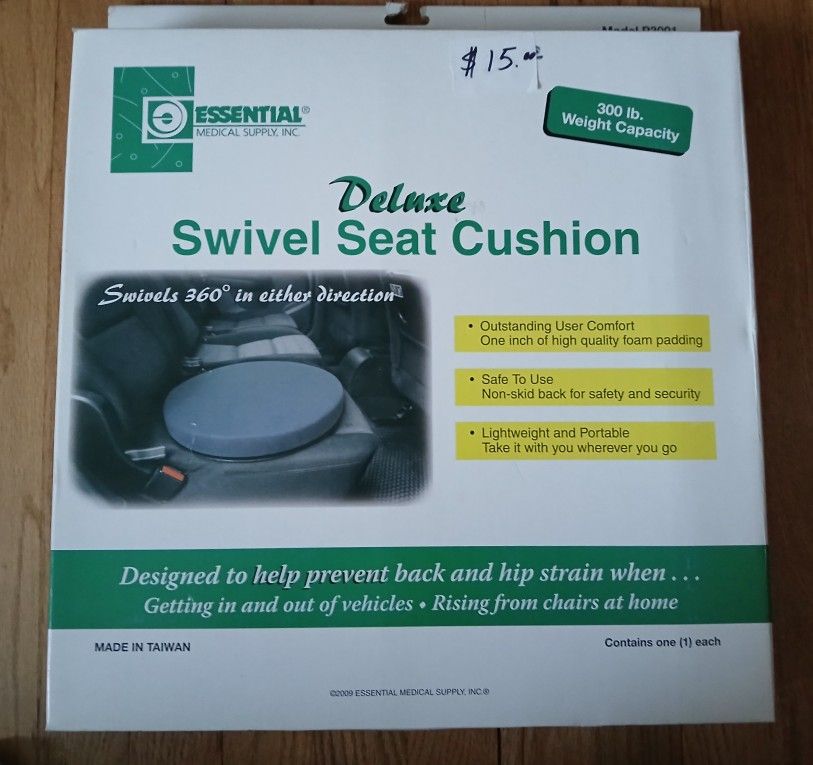 $15.00
ESSENTIAL®
MEDICAL SUPPLY, INC.
300 lb.
Weight Capacity
Deluxe
Swivel Seat Cushion
Swivels 360° in either direction
• Outstanding User Comfort
One inch of high quality foam padding
• Safe To Use
Non-skid back for safety and security
• Lightweight and Portable
Take it with you wherever you go
Designed to help prevent back and hip strain when . . .
Getting in and out of vehicles • Rising from chairs at home
MADE IN TAIWAN
Contains one (1) each
©2009 ESSENTIAL MEDICAL SUPPLY, INC.®